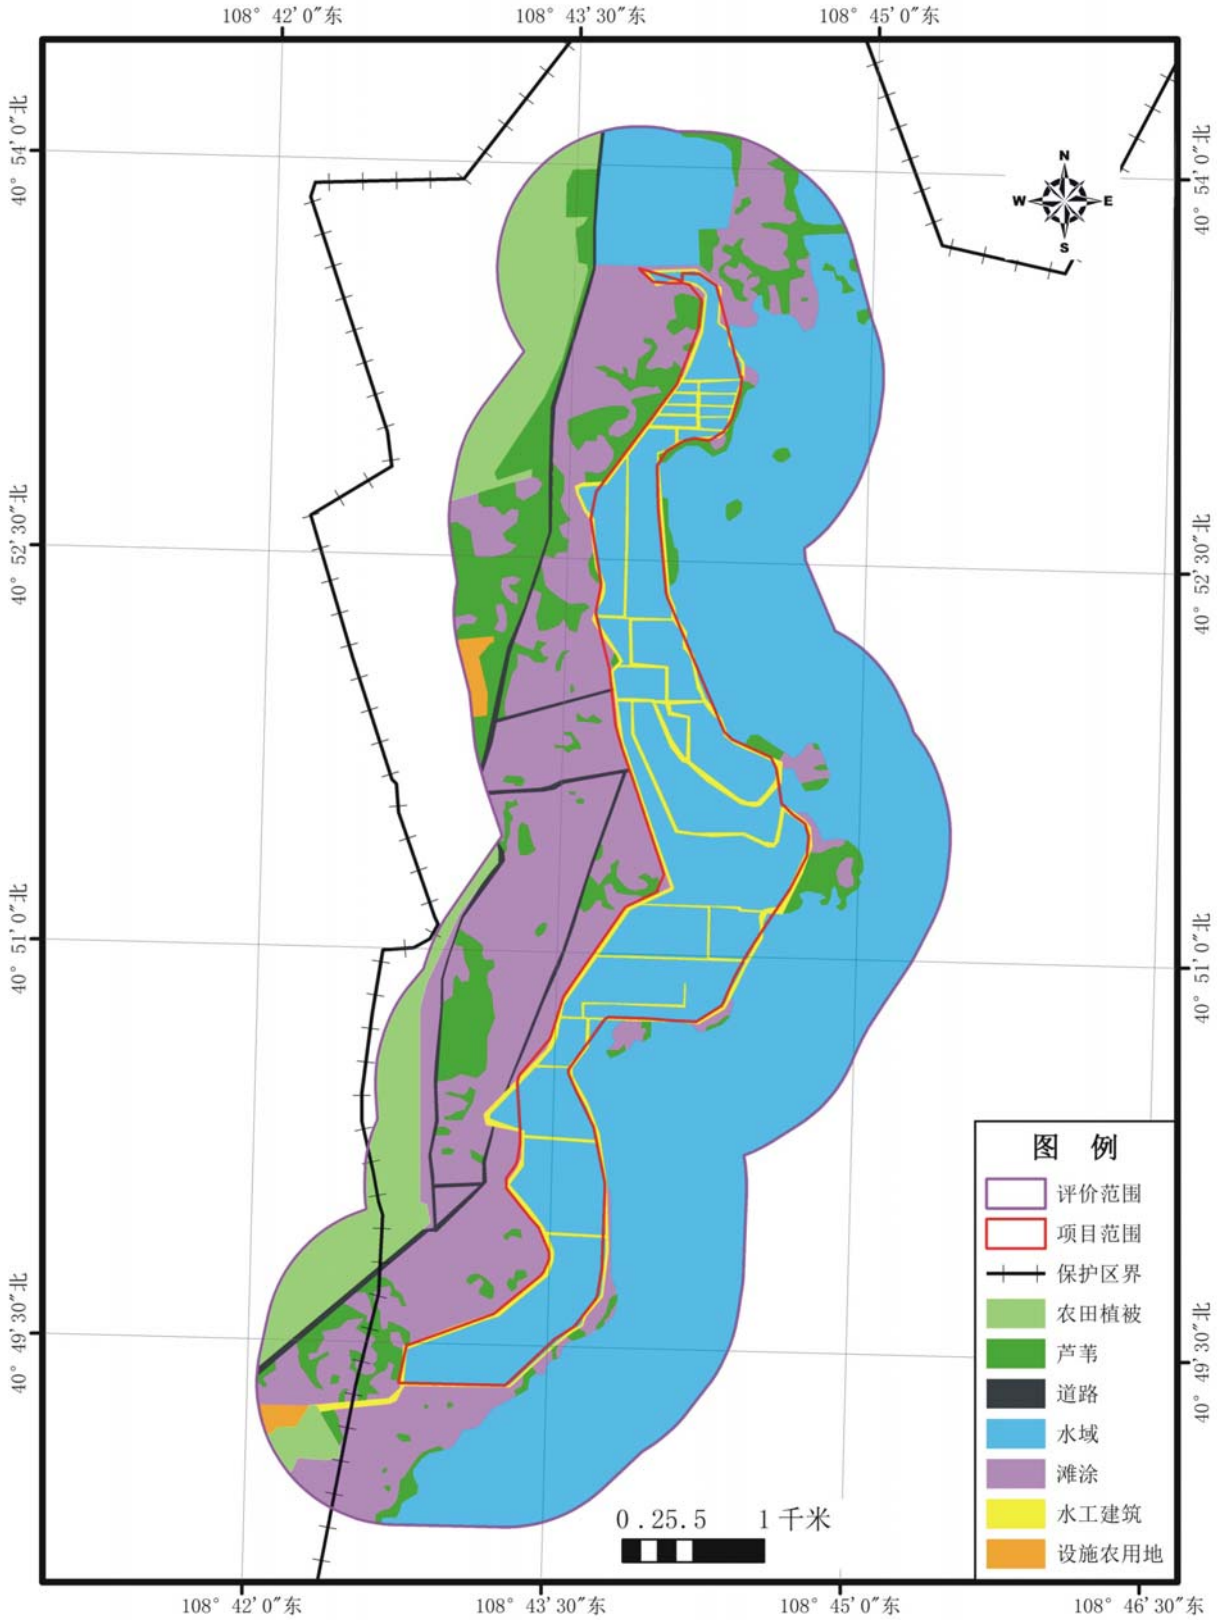 108° 42′0″东
108° 43′30″东
108° 45′0″东
40° 54′0″北
40° 54′0″北
N
W
E
S
40° 52′30″北
40° 52′30″北
40° 51′0″北
40° 51′0″北
图 例
评价范围
项目范围
保护区界
农田植被
芦苇
道路
水域
滩涂
水工建筑
设施农用地
40° 49′30″北
40° 49′30″北
0.25.5 1千米
108° 42′0″东
108° 43′30″东
108° 45′0″东
108° 46′30″东